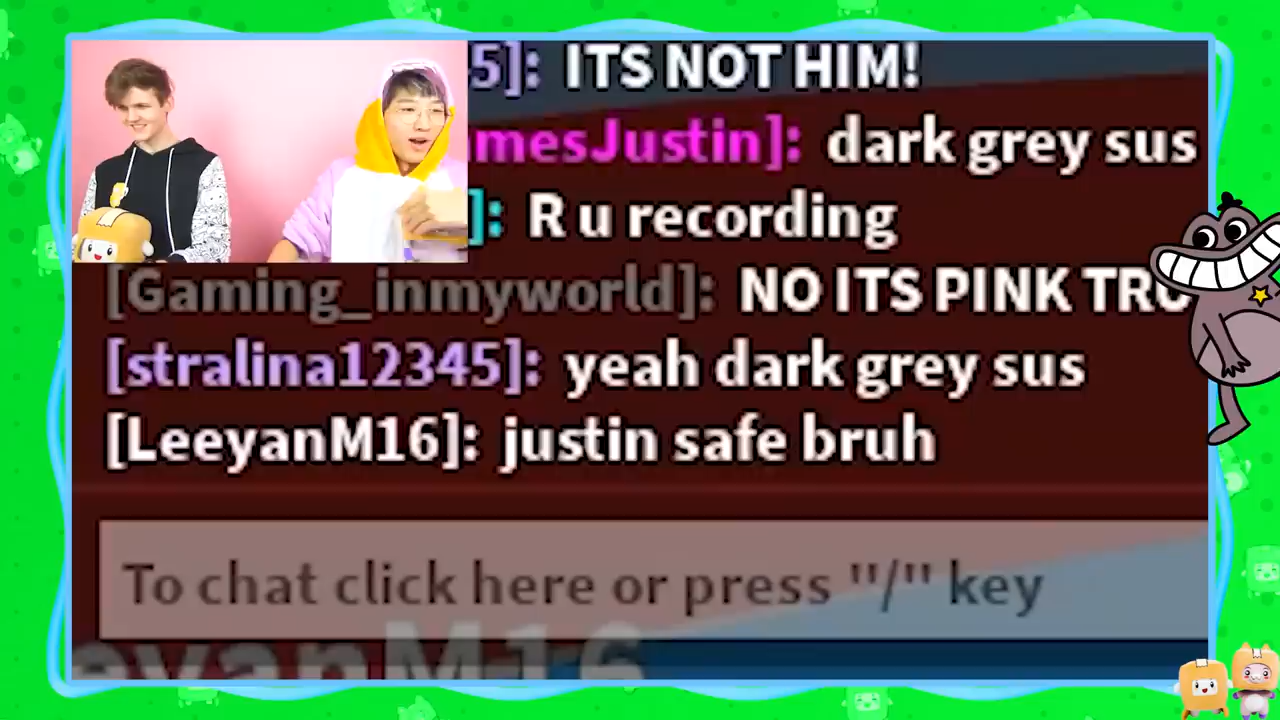 5]: ITS NOT HIM!
mesJustin]: dark grey sus
]: R u recording
[Gaming_inmyworld]: NO ITS PINK
[stralina12345]: yeah dark grey sus
[LeeyanM16]: justin safe bruh
To chat click here or press "/" key
eyanM16